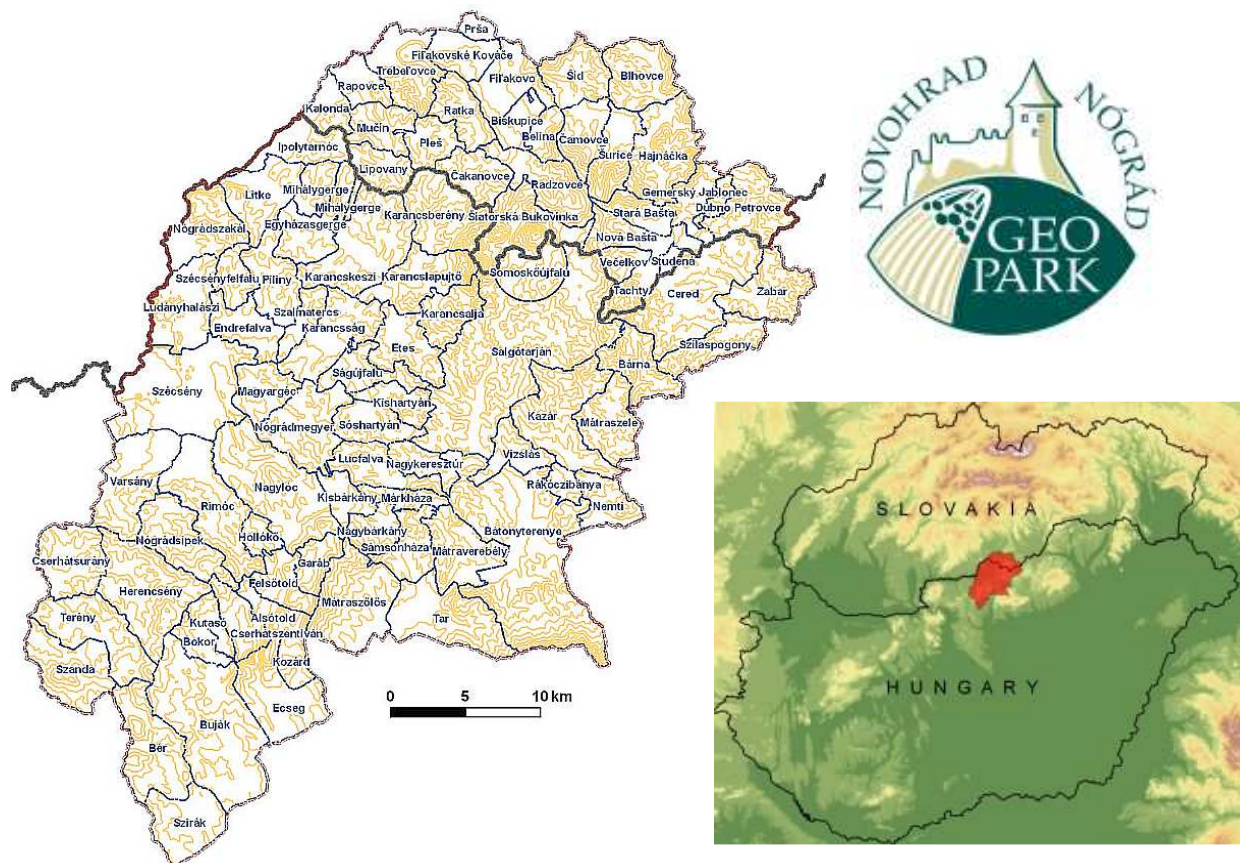 Prša
Fiľakovské Kováče
Trebeľovce
Fiľakovo
Šid
Blhovce
Rapovce
Kalonda
Ratka
Biskupice
Mučín
Belina
Čamovce
Pleš
Šurice
Hajnáčka
Ipolytarnóc
Lipovany
Čakanovce
Radzovce
Litke
Mihálygerge
Mihálygerge
Gemerský Jablonec
Dubno Petrovce
Karancsberény
Šiatorská Bukovinka
Stará Bašta
Egyházasgerge
Nógrádszakál
Nová Bašta
Večelkov
Studená
Szécsényfelfalu
Piliny
Karancskeszi
Karancslapujtő
Somoskőújfalu
Tachty
Cered
Zabar
Ludányhalászi
Szalmatercs
Karancsalja
Endrefalva
Karancsság
Szilaspogony
Etes
Salgótarján
Bárna
Szécsény
Magyargéc
Ságújfalu
Kishartyán
Nógrádmegyer
Sóshartyán
Kazár
Mátraszele
Lucfalva
Nagykeresztúr
Vizslás
Varsány
Nagylóc
Kisbárkány
Márkháza
Rákóczibánya
Nemti
Rimóc
Nógrádsipek
Hollókő
Nagybárkány
Sámsonháza
Mátraverebély
Bátonyterenye
Cserhátsurány
Garáb
Herencsény
Felsőtold
Mátraszőlős
Terény
Kutasó
Alsótold
Cserhátszentiván
Tar
Bokor
Szanda
Kozárd
Ecseg
Buják
Bér
Szirák
0 5 10 km
NOVOHRAD
NÓGRÁD
GEO
PARK
SLOVAKIA
HUNGARY